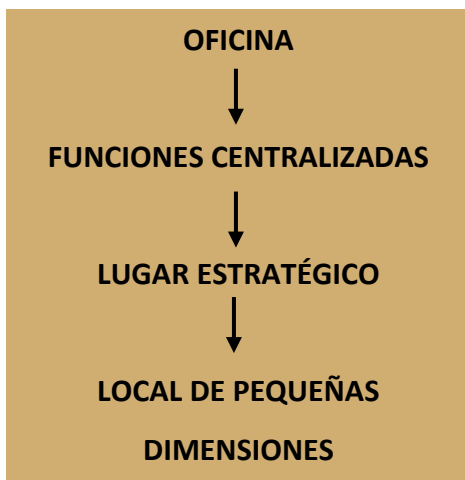 OFICINA
FUNCIONES CENTRALIZADAS
LUGAR ESTRATÉGICO
LOCAL DE PEQUEÑAS
DIMENSIONES